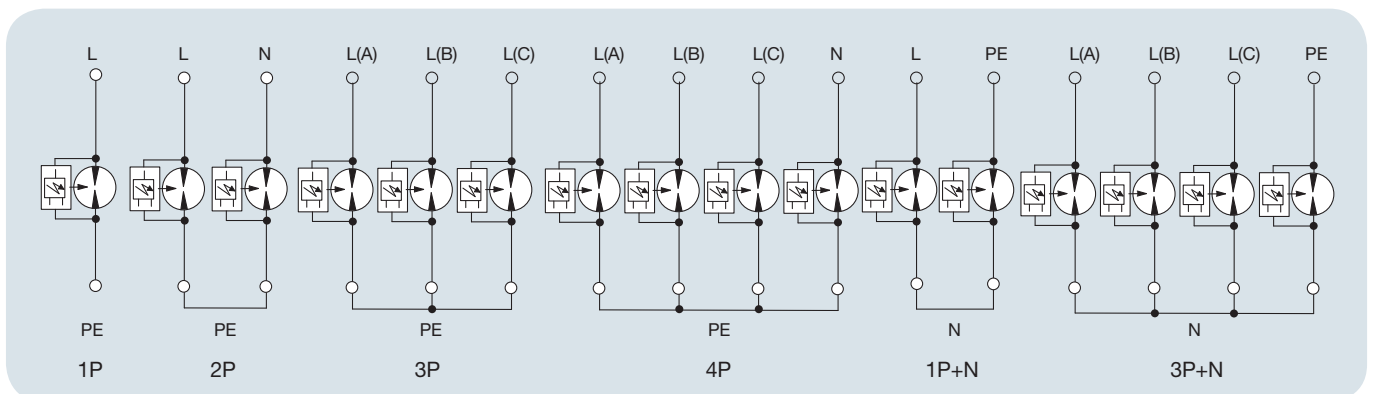 L L N L(A) L(B) L(C) L(A) L(B) L(C) N L PE L(A) L(B) L(C) PE
PE PE PE PE N N
1P 2P 3P 4P 1P+N 3P+N